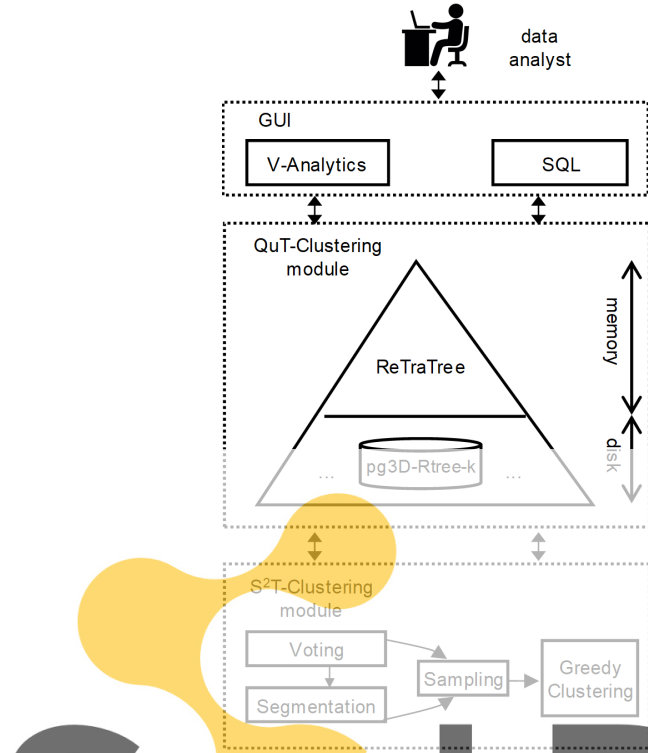 data
analyst
GUI
V-Analytics
SQL
QuT-Clustering
module
ReTraTree
memory
disk
...
pg3D-Rtree-k
...
S²T-Clustering
module
Voting
Segmentation
Sampling
Greedy
Clustering